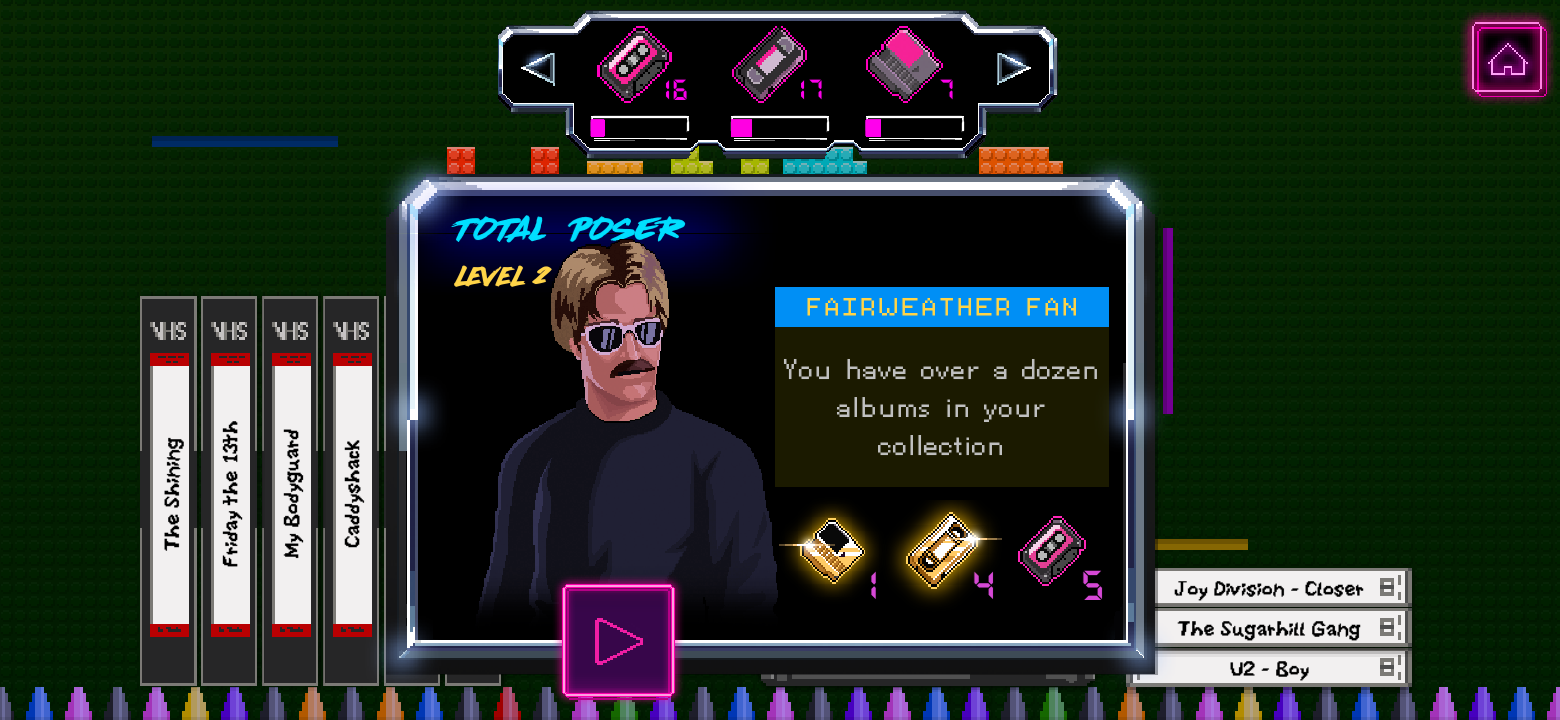 16 17 7
TOTAL POSER
LEVEL 2
FAIRWEATHER FAN
You have over a dozen
albums in your
collection
1 4 5
VHS VHS VHS VHS
The Shining
Friday the 13th
My Bodyguard
Caddyshack
Joy Division - Closer
The Sugarhill Gang
U2 - Boy